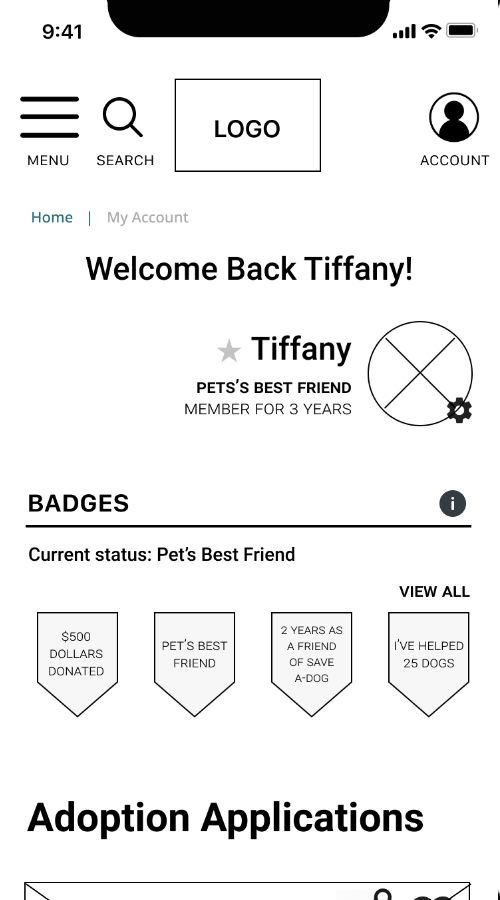 9:41
LOGO
MENU
SEARCH
ACCOUNT
Home | My Account
Welcome Back Tiffany!
Tiffany
PETS’S BEST FRIEND
MEMBER FOR 3 YEARS
BADGES
i
Current status: Pet’s Best Friend
VIEW ALL
$500
DOLLARS
DONATED
PET’S BEST
FRIEND
2 YEARS AS
A FRIEND
OF SAVE
A-DOG
I’VE HELPED
25 DOGS
Adoption Applications